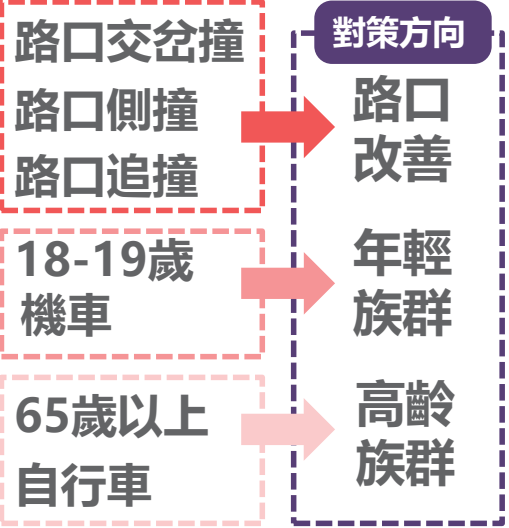 路口交岔撞
路口側撞
路口追撞
18-19歲
機車
65歲以上
自行車
對策方向
路口
改善
年輕
族群
高齡
族群